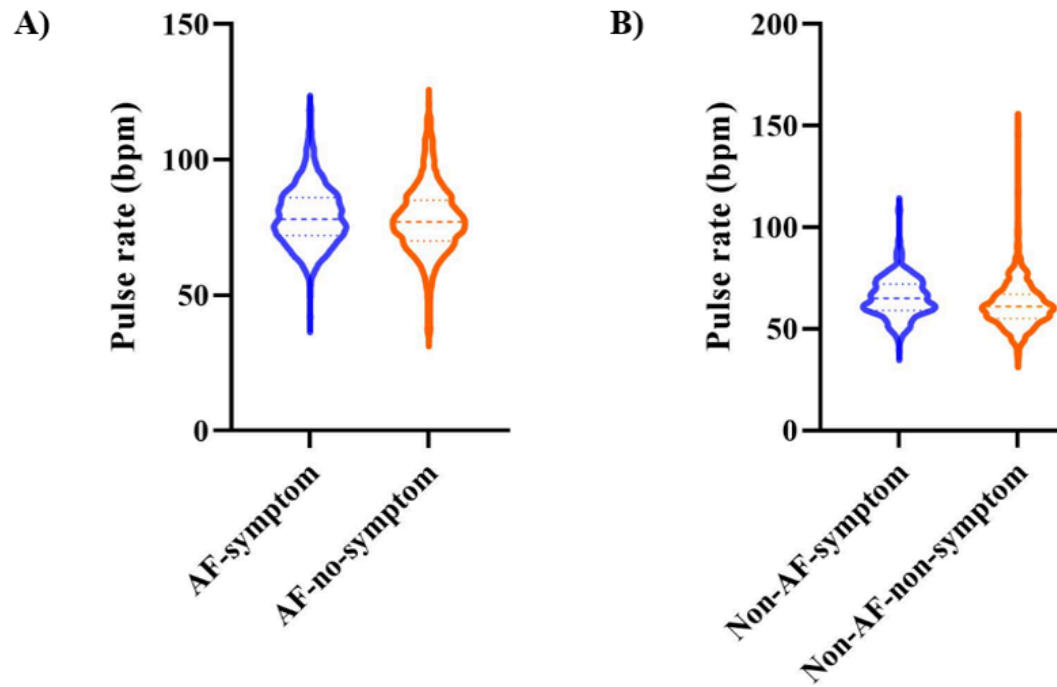 A)
Pulse rate (bpm)
150
100
50
0
AF-symptom
AF-no-symptom
B)
Pulse rate (bpm)
200
150
100
50
0
Non-AF-symptom
Non-AF-non-symptom